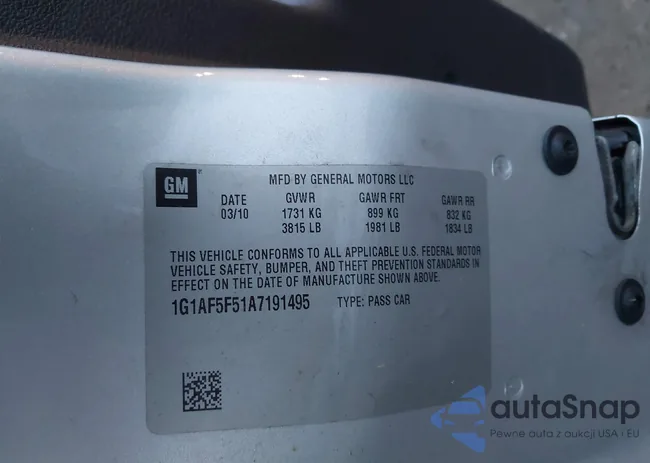 GM
MFD BY GENERAL MOTORS LLC
DATE GVWR GAWR FRT GAWR RR
03/10 1731 KG 899 KG 832 KG
3815 LB 1981 LB 1834 LB
THIS VEHICLE CONFORMS TO ALL APPLICABLE U.S. FEDERAL MOTOR
VEHICLE SAFETY, BUMPER, AND THEFT PREVENTION STANDARDS IN
EFFECT ON THE DATE OF MANUFACTURE SHOWN ABOVE.
1G1AF5F51A7191495 TYPE: PASS CAR
autaSnap
Pewne auta z aukcji USA i EU